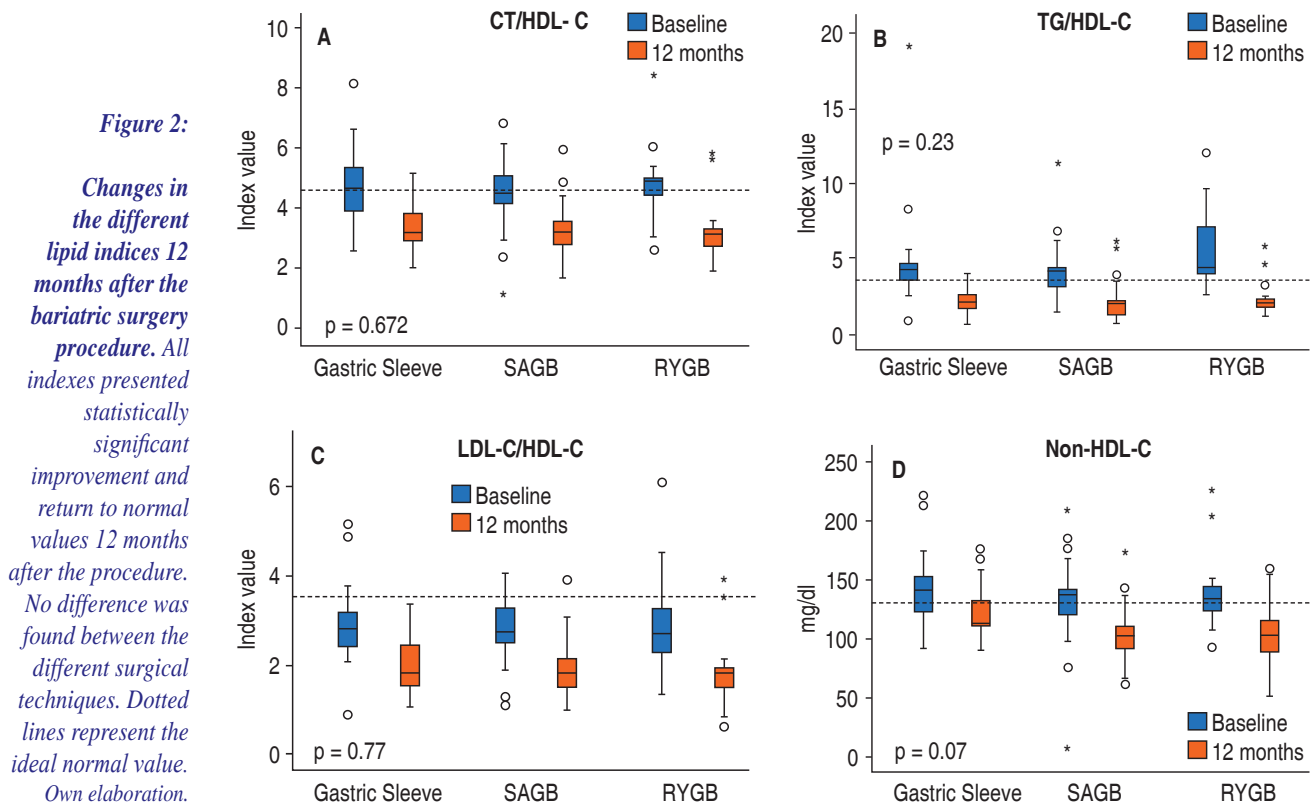 Figure 2:
Changes in
the different
lipid indices 12
months after the
bariatric surgery
procedure. All
indexes presented
statistically
significant
improvement and
return to normal
values 12 months
after the procedure.
No difference was
found between the
different surgical
techniques. Dotted
lines represent the
ideal normal value.
Own elaboration.
A
CT/HDL- C
Baseline
12 months
Index value
10
8
6
4
2
0
p = 0.672
Gastric Sleeve
SAGB
RYGB
B
TG/HDL-C
Baseline
12 months
Index value
20
15
10
5
0
p = 0.23
Gastric Sleeve
SAGB
RYGB
C
LDL-C/HDL-C
Baseline
12 months
Index value
6
4
2
0
p = 0.77
Gastric Sleeve
SAGB
RYGB
D
Non-HDL-C
mg/dl
250
200
150
100
50
0
Baseline
12 months
p = 0.07
Gastric Sleeve
SAGB
RYGB